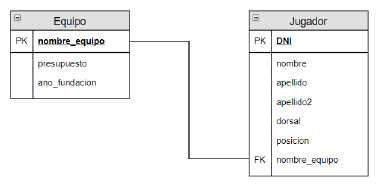 Equipo
PK nombre_equipo
presupuesto
ano_fundacion
Jugador
PK DNI
nombre
apellido
apellido2
dorsal
posicion
FK nombre_equipo